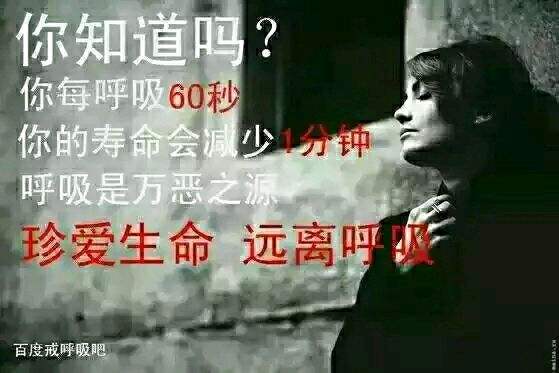 你知道吗？
你每呼吸60秒
你的寿命会减少1分钟
呼吸是万恶之源
珍爱生命 远离呼吸
百度戒呼吸吧